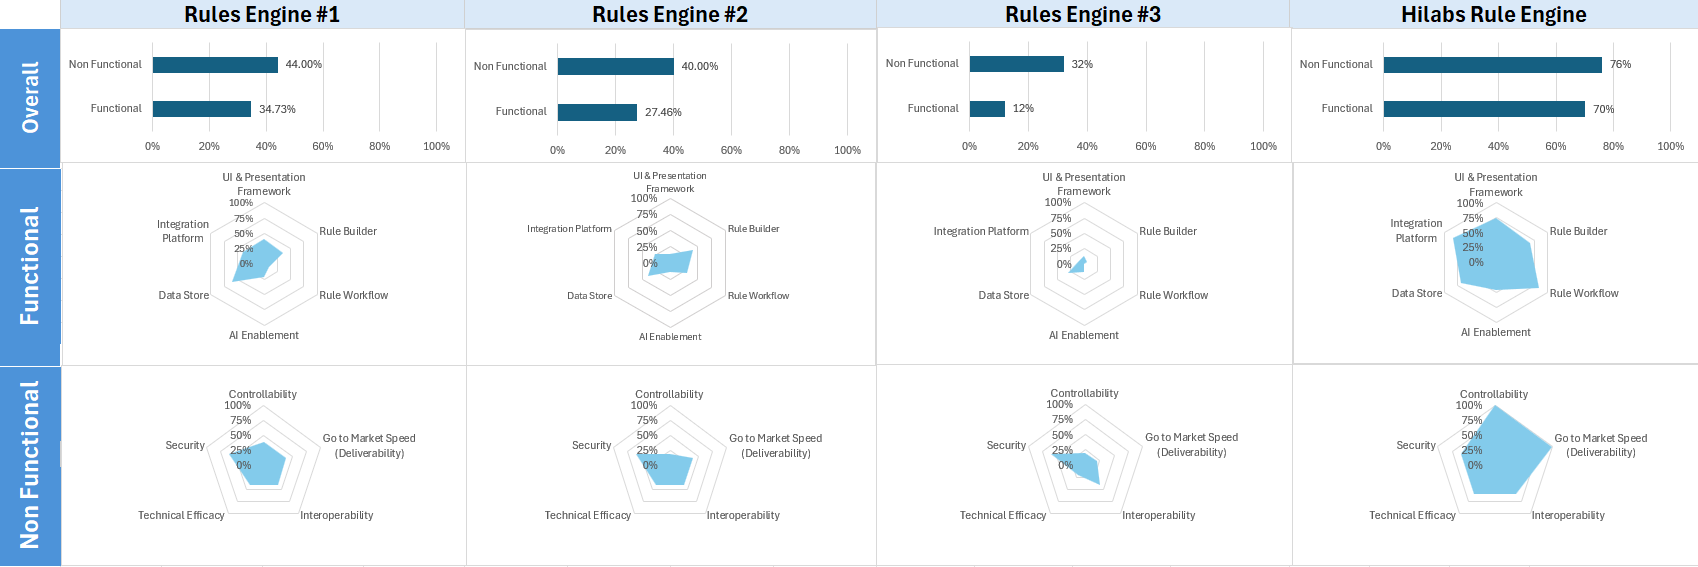 Rules Engine #1
Rules Engine #2
Rules Engine #3
Hilabs Rule Engine
Overall
Non Functional
44.00%
Functional
34.73%
0%
20%
40%
60%
80%
100%
Non Functional
40.00%
Functional
27.46%
0%
20%
40%
60%
80%
100%
Non Functional
32%
Functional
12%
0%
20%
40%
60%
80%
100%
Non Functional
76%
Functional
70%
0%
20%
40%
60%
80%
100%
Functional
UI & Presentation
Framework
100%
75%
50%
25%
0%
Integration
Platform
Rule Builder
Data Store
Rule Workflow
AI Enablement
UI & Presentation
Framework
100%
75%
50%
25%
0%
Integration Platform
Rule Builder
Data Store
Rule Workflow
AI Enablement
UI & Presentation
Framework
100%
75%
50%
25%
0%
Integration Platform
Rule Builder
Data Store
Rule Workflow
AI Enablement
UI & Presentation
Framework
100%
75%
50%
25%
0%
Integration
Platform
Rule Builder
Data Store
Rule Workflow
AI Enablement
Non Functional
Controllability
100%
75%
50%
25%
0%
Security
Go to Market Speed
(Deliverability)
Technical Efficacy
Interoperability
Controllability
100%
75%
50%
25%
0%
Security
Go to Market Speed
(Deliverability)
Technical Efficacy
Interoperability
Controllability
100%
75%
50%
25%
0%
Security
Go to Market Speed
(Deliverability)
Technical Efficacy
Interoperability
Controllability
100%
75%
50%
25%
0%
Security
Go to Market Speed
(Deliverability)
Technical Efficacy
Interoperability